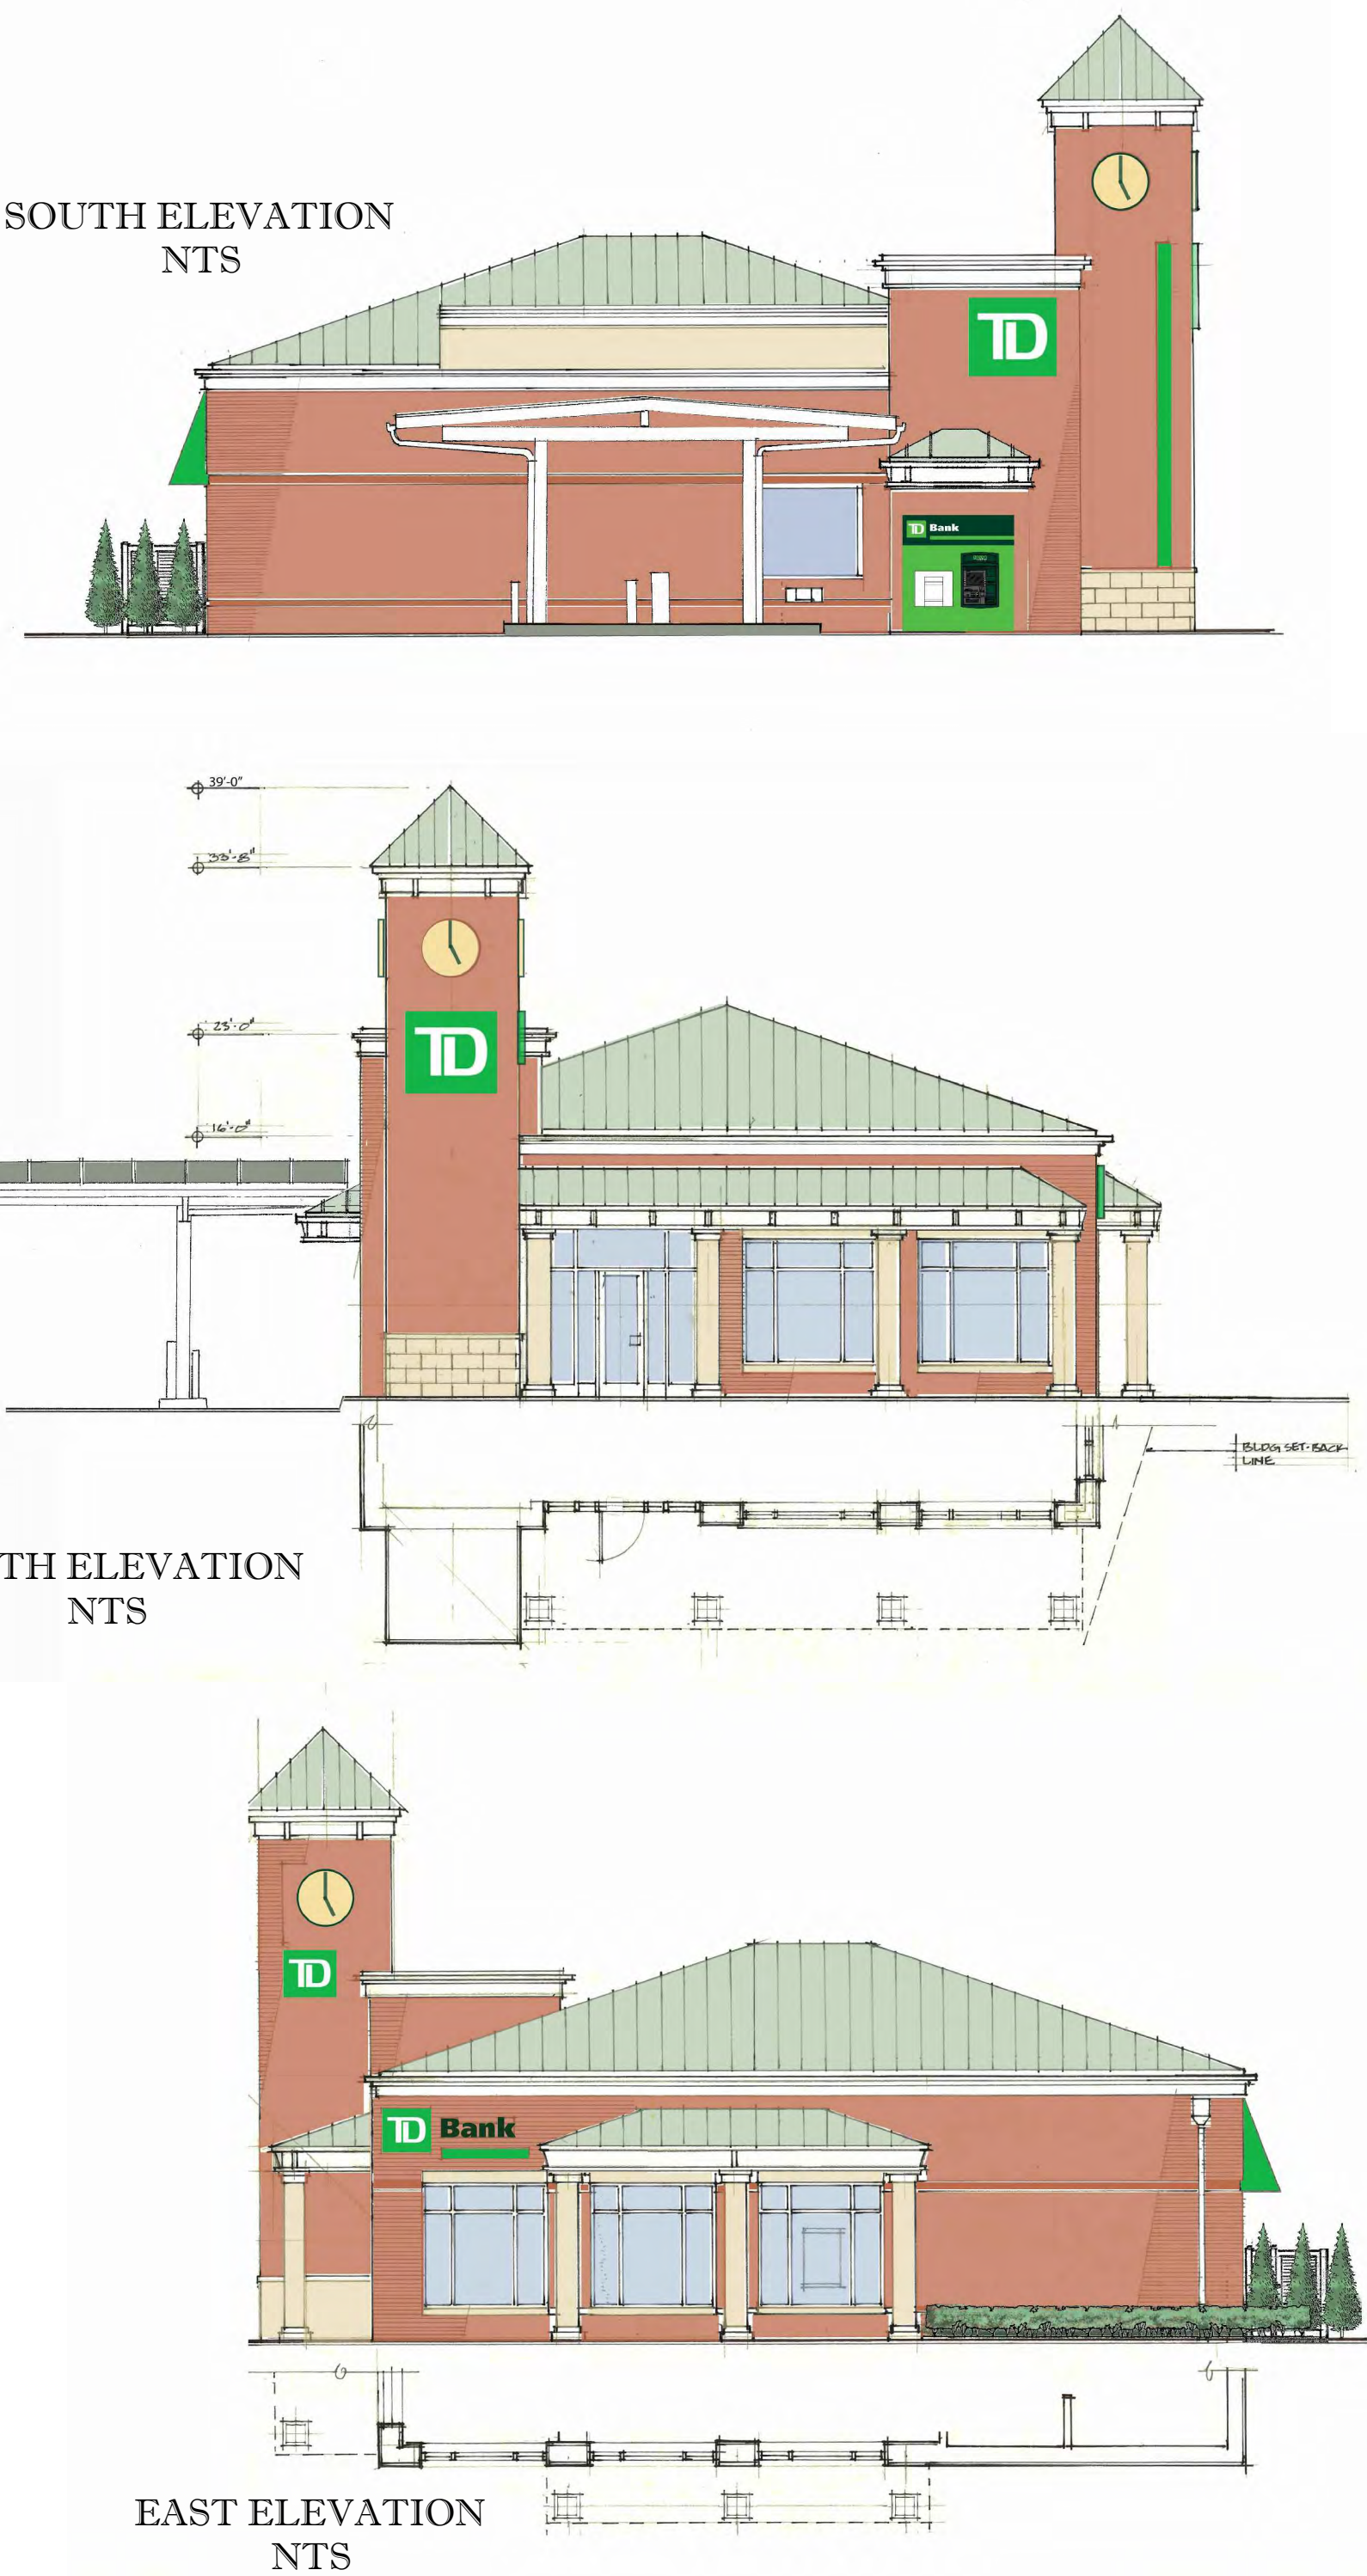 SOUTH ELEVATION
NTS
TD
TD Bank
39'-0"
33'-8"
23'-0"
TD
16'-0"
BLDG SET-BACK
LINE
TH ELEVATION
NTS
TD
TD Bank
EAST ELEVATION
NTS